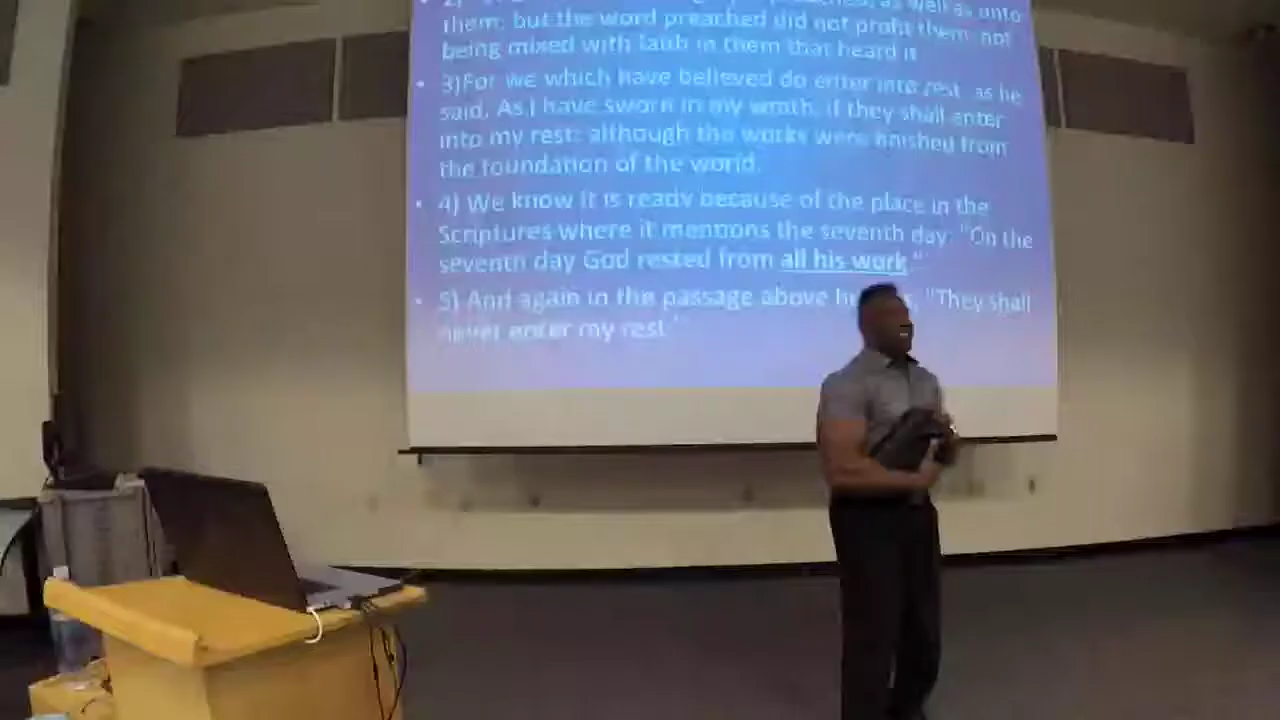 as well as unto
them: but the word preached did not profit them, not
being mixed with faith in them that heard it
• 3)For we which have believed do enter into rest, as he
said, As I have sworn in my wrath, if they shall enter
into my rest: although the works were finished from
the foundation of the world.
• 4) We know it is ready because of the place in the
Scriptures where it mentions the seventh day: "On the
seventh day God rested from all his work."
• 5) And again in the passage above "They shall
never enter my rest."